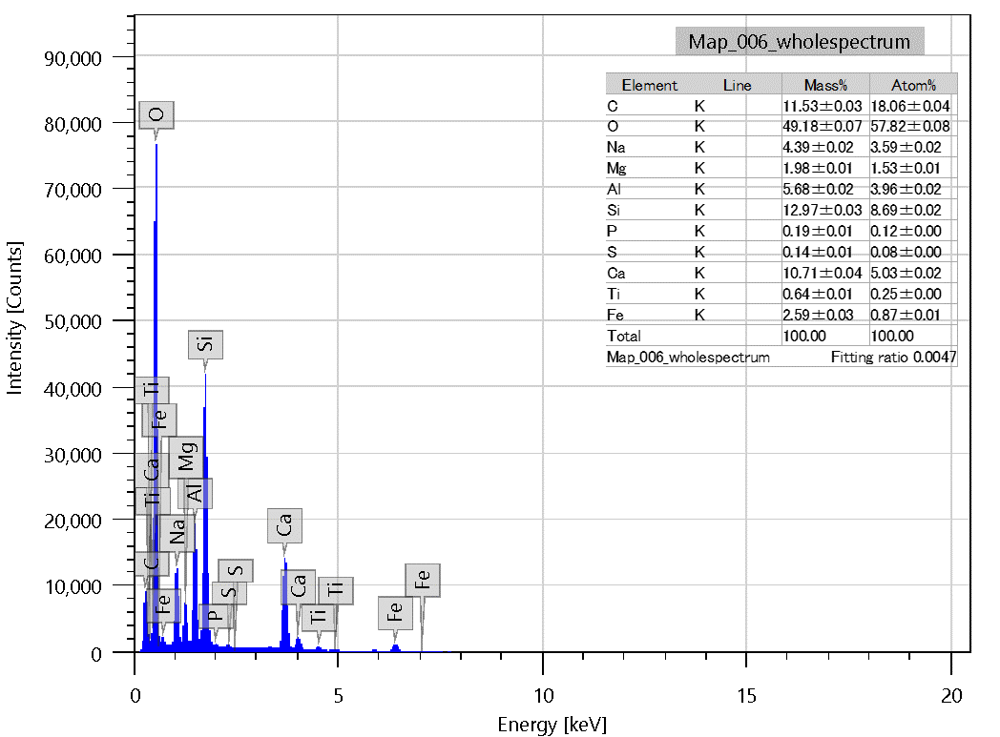 Map_006_wholespectrum
Element Line Mass% Atom%
C K 11.53±0.03 18.06±0.04
O K 49.18±0.07 57.82±0.08
Na K 4.39±0.02 3.59±0.02
Mg K 1.98±0.01 1.53±0.01
Al K 5.68±0.02 3.96±0.02
Si K 12.97±0.03 8.69±0.02
P K 0.19±0.01 0.12±0.00
S K 0.14±0.01 0.08±0.00
Ca K 10.71±0.04 5.03±0.02
Ti K 0.64±0.01 0.25±0.00
Fe K 2.59±0.03 0.87±0.01
Total 100.00 100.00
Map_006_wholespectrum Fitting ratio 0.0047
Intensity [Counts]
90,000
80,000
70,000
60,000
50,000
40,000
30,000
20,000
10,000
0
O
Si
Ti
Fe
Mg
Ca
Al
Ti
Na
Ca
C
S
Ca
S
Ti
Fe
Fe
P
Ti
Fe
0 5 10 15 20
Energy [keV]